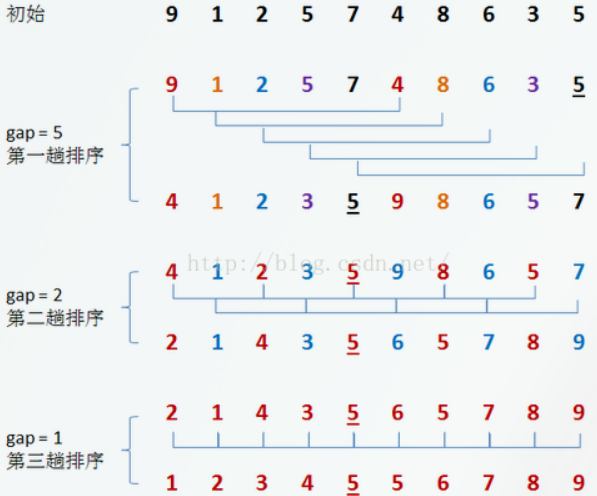 初始 9 1 2 5 7 4 8 6 3 5
9 1 2 5 7 4 8 6 3 5
gap = 5
第一趟排序
4 1 2 3 5 9 8 6 5 7
http://blog.csdn.net/
4 1 2 3 5 9 8 6 5 7
gap = 2
第二趟排序
2 1 4 3 5 6 5 7 8 9
2 1 4 3 5 6 5 7 8 9
gap = 1
第三趟排序
1 2 3 4 5 5 6 7 8 9